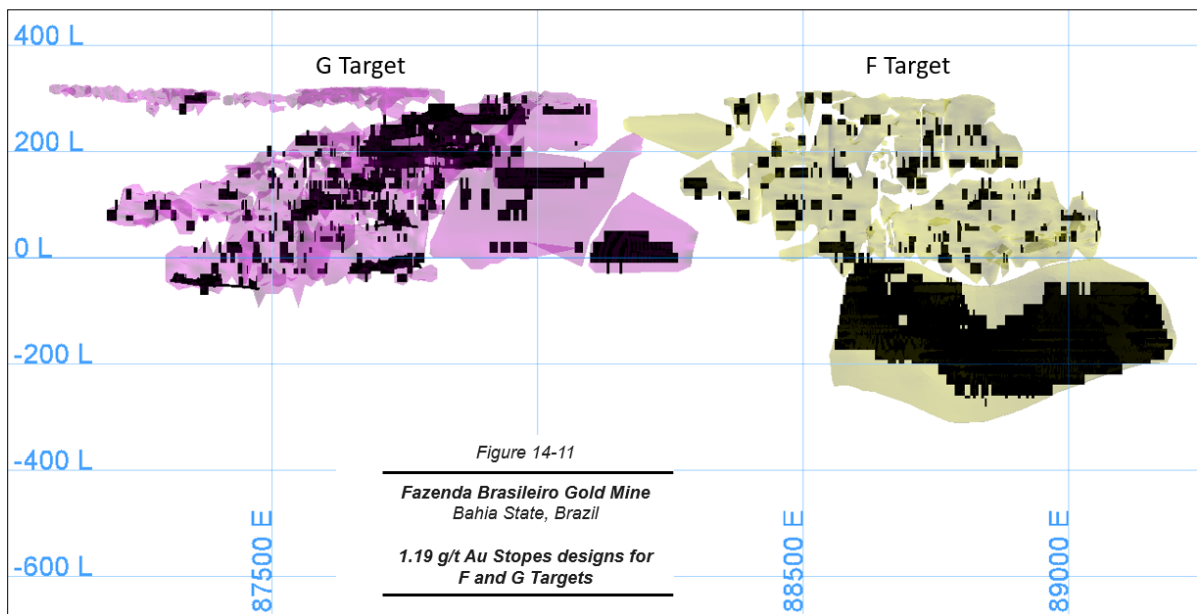 400 L
G Target
F Target
200 L
0 L
-200 L
-400 L
-600 L
87500 E
88500 E
89000 E
Figure 14-11
Fazenda Brasileiro Gold Mine
Bahia State, Brazil
1.19 g/t Au Stopes designs for
F and G Targets